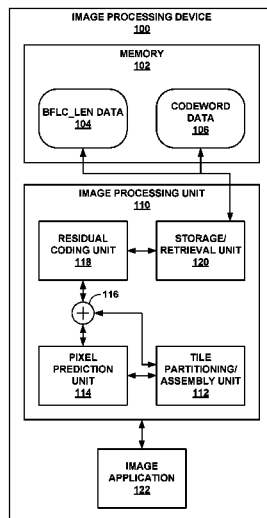 IMAGE PROCESSING DEVICE
100
MEMORY
102
BFLC_LEN DATA
104
CODEWORD
DATA
106
IMAGE PROCESSING UNIT
110
RESIDUAL
CODING UNIT
118
STORAGE/
RETRIEVAL UNIT
120
116
PIXEL
PREDICTION
UNIT
114
TILE
PARTITIONING/
ASSEMBLY UNIT
112
IMAGE
APPLICATION
122